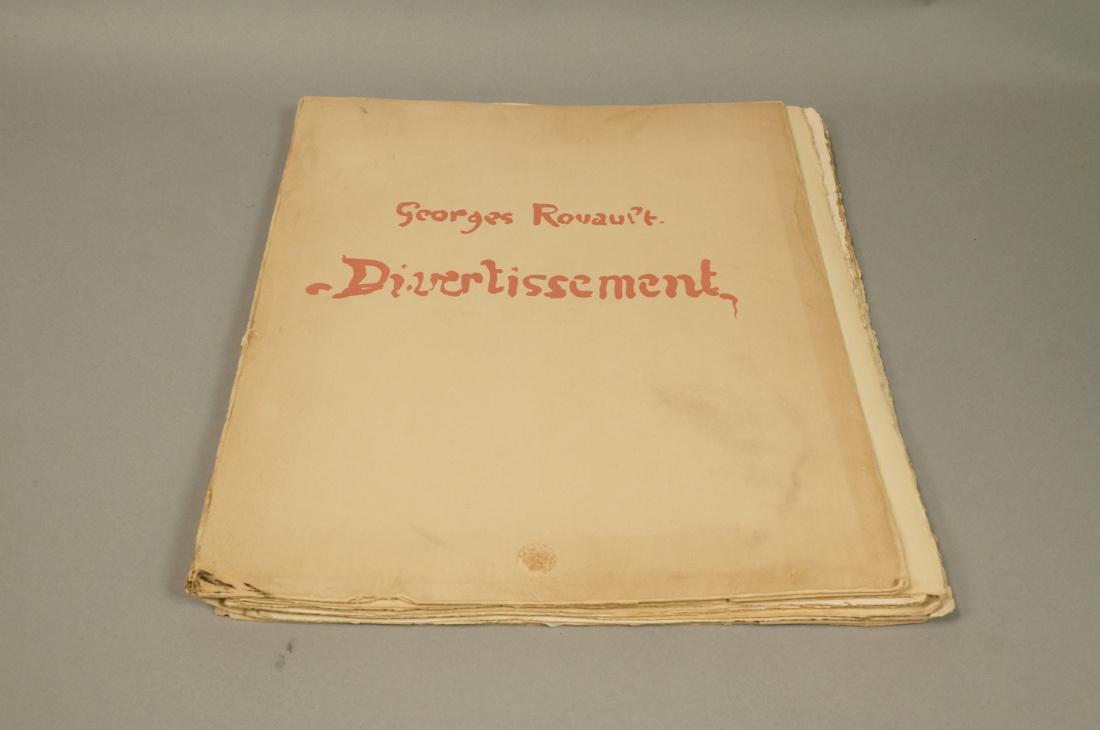 Georges Rouault.
Divertissement